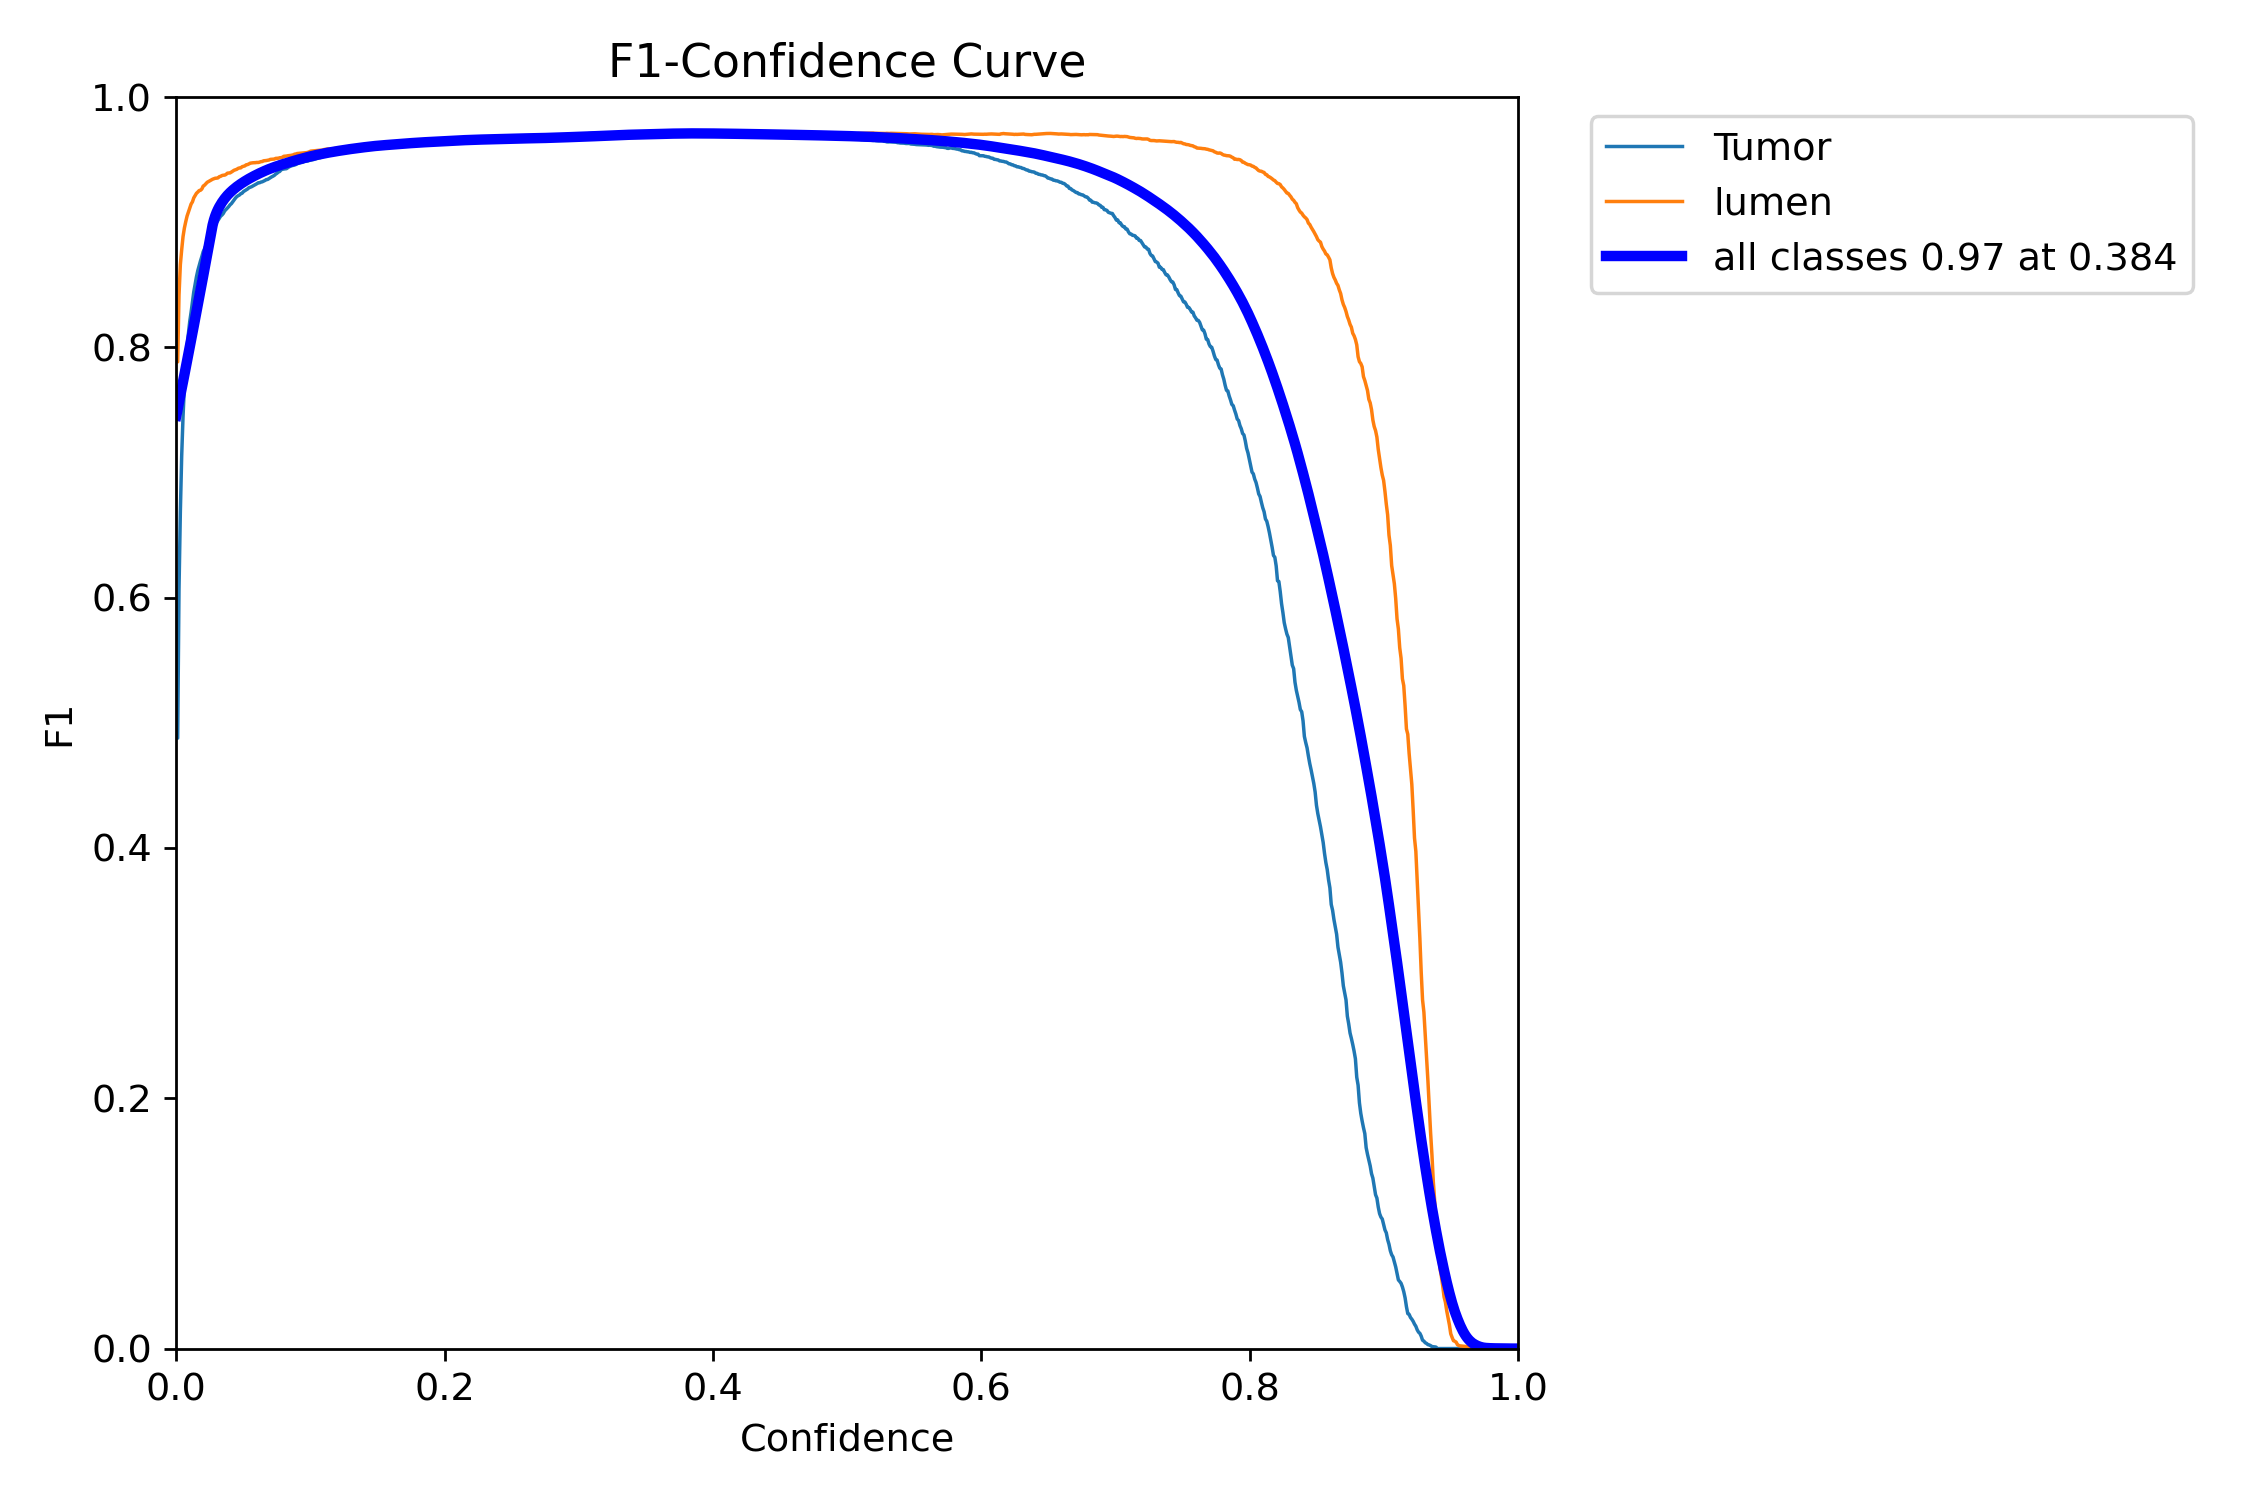 F1-Confidence Curve
1.0
0.8
0.6
0.4
0.2
0.0
F1
0.0 0.2 0.4 0.6 0.8 1.0
Confidence
Tumor
lumen
all classes 0.97 at 0.384